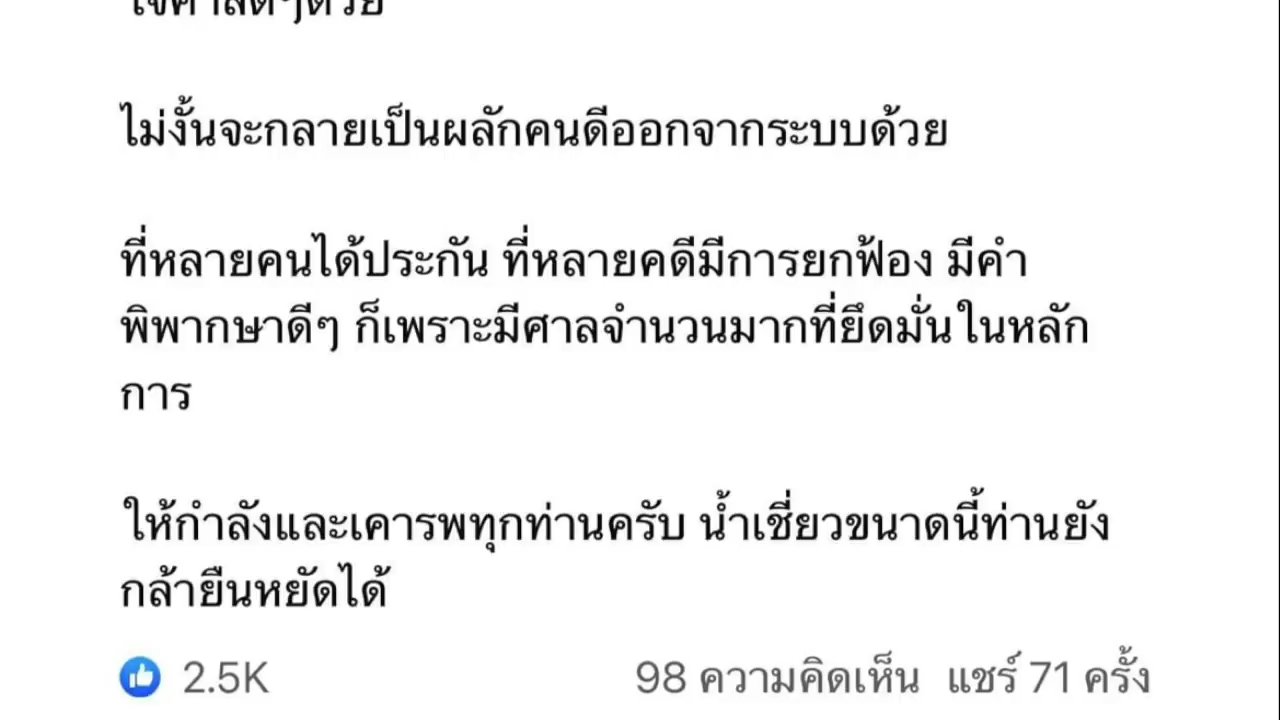 ไม่งั้นจะกลายเป็นผลักคนดีออกจากระบบด้วย
ที่หลายคนได้ประกัน ที่หลายคดีมีการยกฟ้อง มีคำ
พิพากษาดีๆ ก็เพราะมีศาลจำนวนมากที่ยึดมั่นในหลัก
การ
ให้กำลังและเคารพทุกท่านครับ น้ำเชี่ยวขนาดนี้ท่านยัง
กล้ายืนหยัดได้
2.5K 98 ความคิดเห็น แชร์ 71 ครั้ง